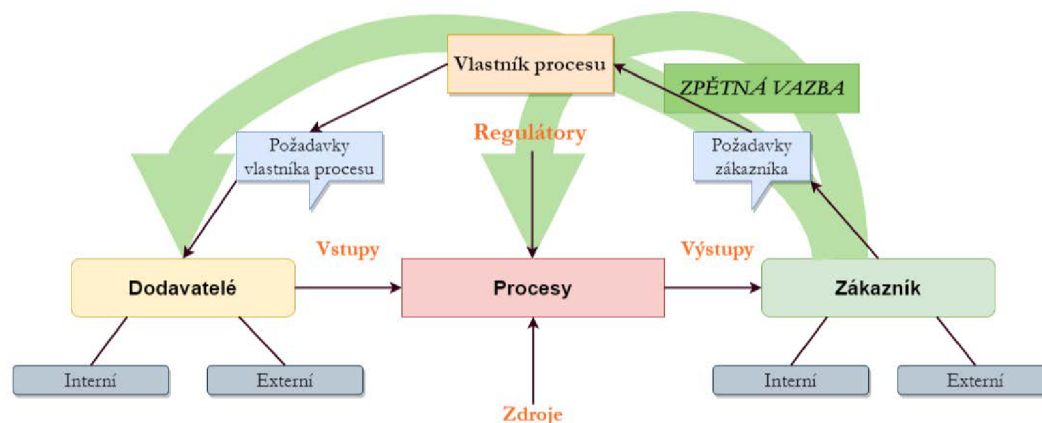 Vlastník procesu
ZPĚTNÁ VAZBA
Regulátory
Požadavky
vlastníka procesu
Požadavky
zákazníka
Vstupy
Výstupy
Dodavatelé
Procesy
Zákazník
Interní
Externí
Interní
Externí
Zdroje